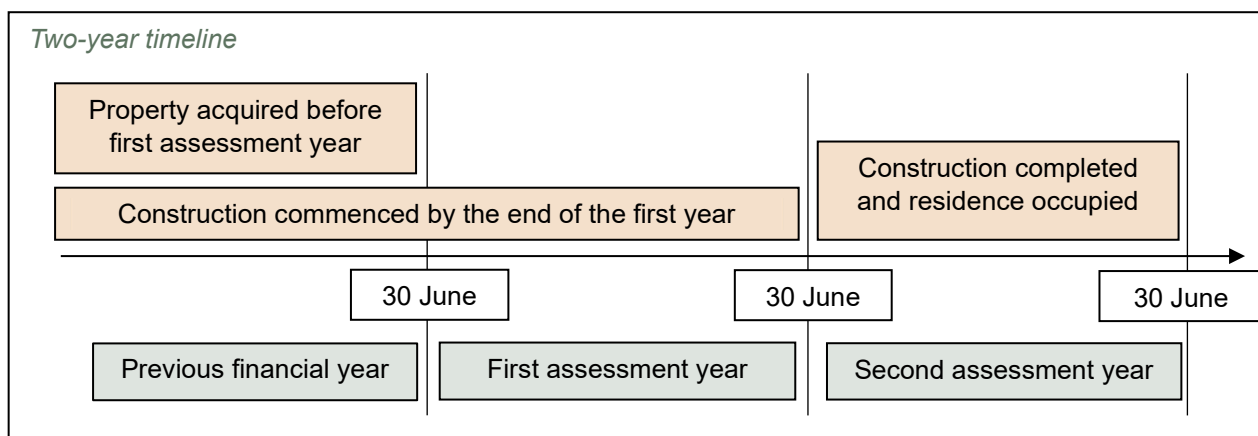 Two-year timeline
Property acquired before
first assessment year
Construction commenced by the end of the first year
Construction completed
and residence occupied
30 June
30 June
30 June
Previous financial year
First assessment year
Second assessment year